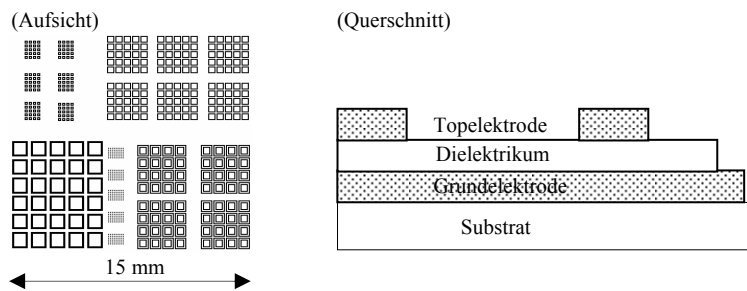 (Aufsicht)
(Querschnitt)
Topelektrode
Dielektrikum
Grundelektrode
Substrat
15 mm